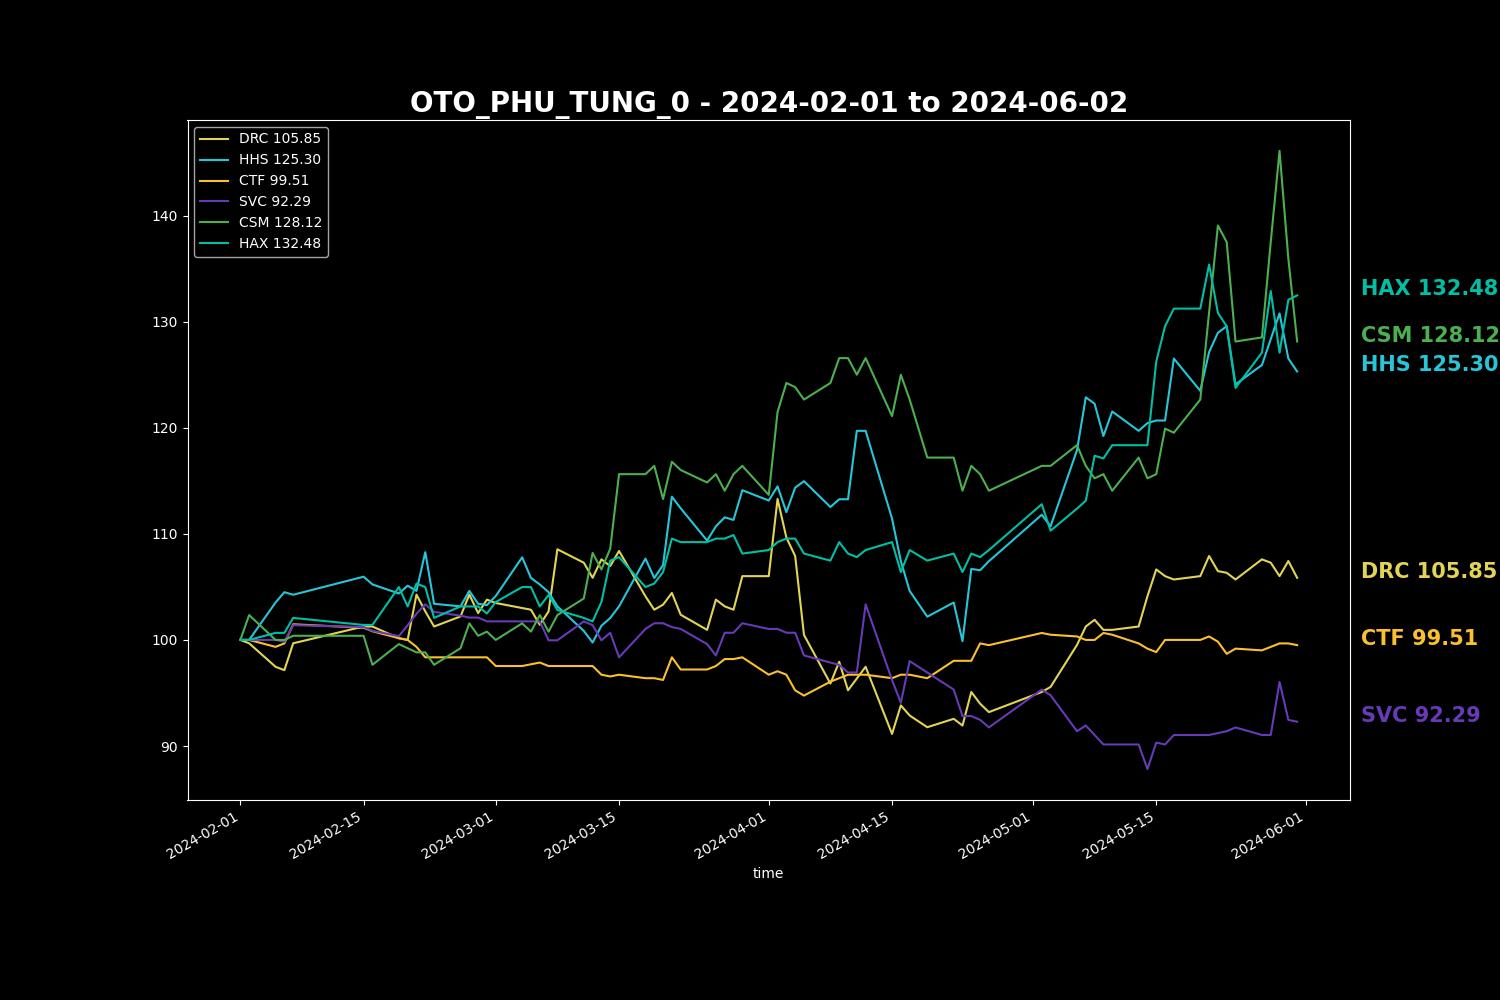 OTO_PHU_TUNG_0 - 2024-02-01 to 2024-06-02
DRC 105.85
HHS 125.30
CTF 99.51
SVC 92.29
CSM 128.12
HAX 132.48
140
130
120
110
100
90
HAX 132.48
CSM 128.12
HHS 125.30
DRC 105.85
CTF 99.51
SVC 92.29
2024-02-01
2024-02-15
2024-03-01
2024-03-15
2024-04-01
2024-04-15
2024-05-01
2024-05-15
2024-06-01
time